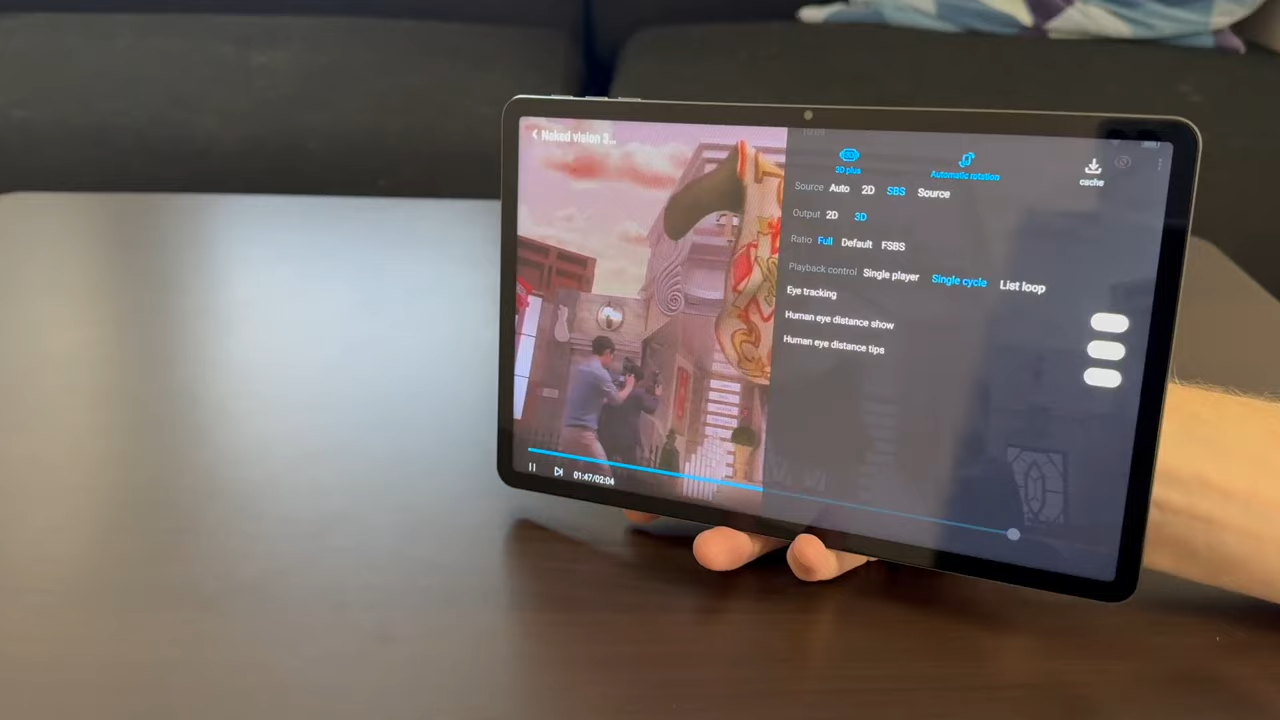 Naked vision 3...
3D plus
Automatic rotation
cache
Source Auto 2D SBS Source
Output 2D 3D
Ratio Full Default FSBS
Playback control Single player Single cycle List loop
Eye tracking
Human eye distance show
Human eye distance tips
01:47/02:04